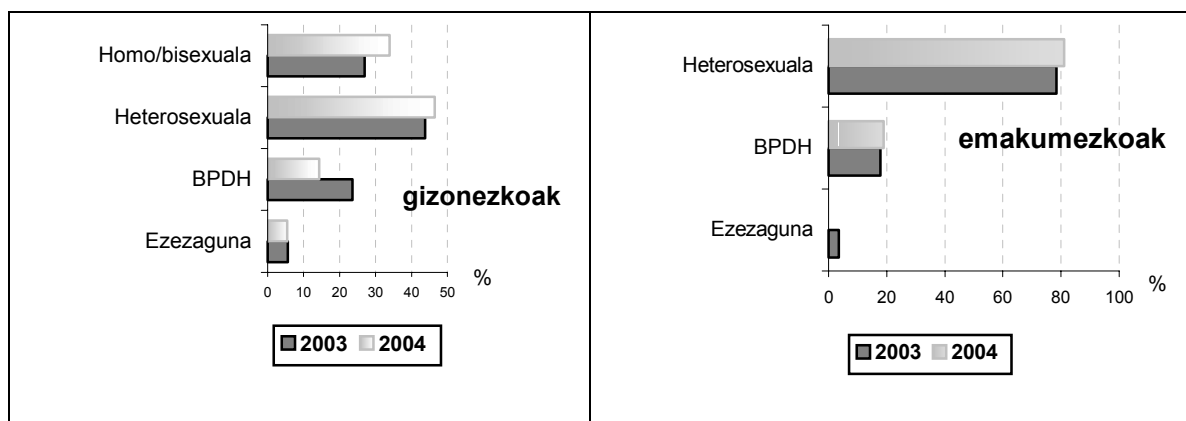 Homo/bisexuala
Heterosexuala
BPDH
Ezezaguna
gizonezkoak
0 10 20 30 40 50 %
2003 2004
Heterosexuala
BPDH
Ezezaguna
emakumezkoak
0 20 40 60 80 100 %
2003 2004